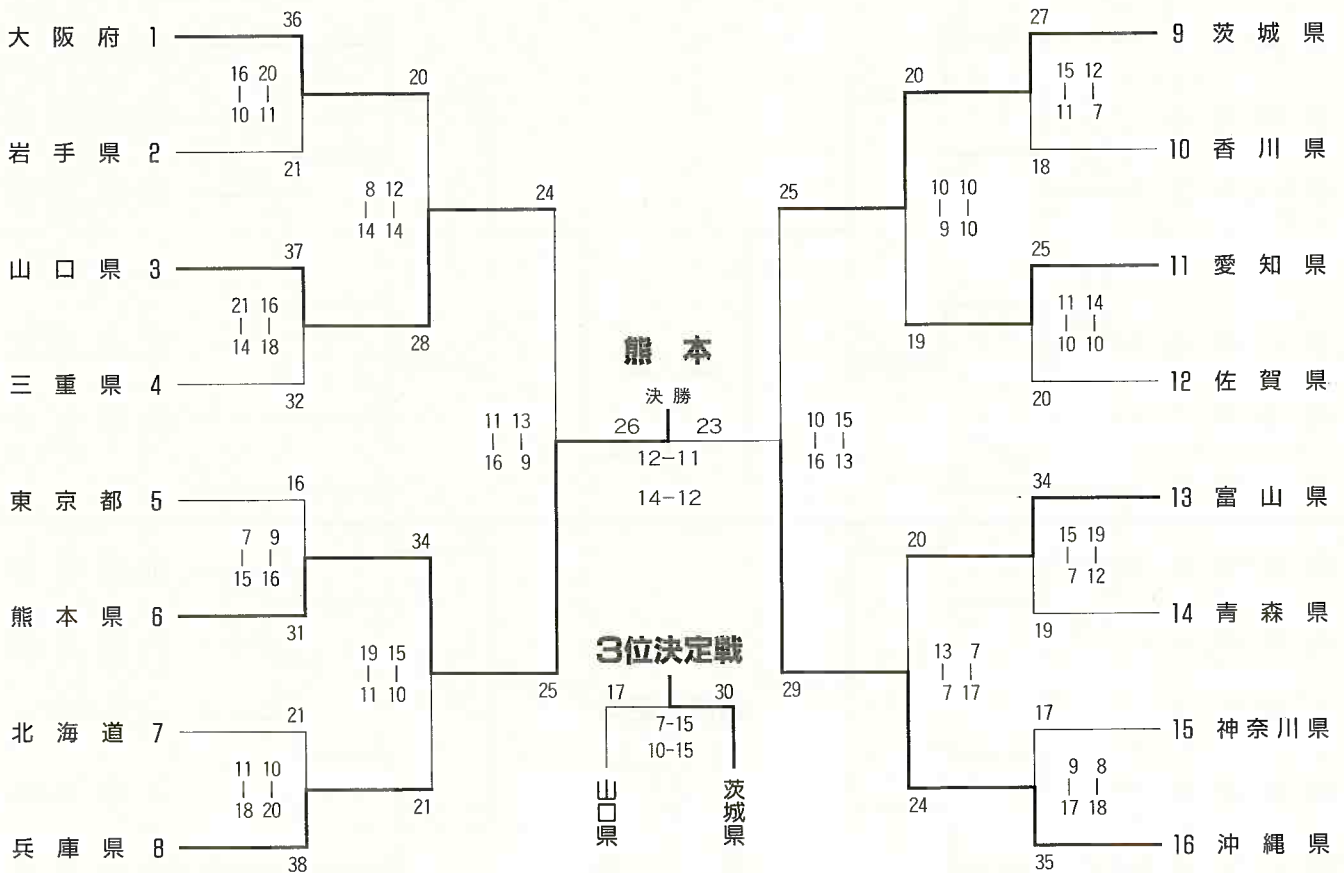 大阪府 1
36
16 20
10 11
岩手県 2
21
20
8 12
14 14
山口県 3
37
21 16
14 18
三重県 4
32
28
24
11 13
16 9
東京都 5
16
7 9
15 16
熊本県 6
31
34
19 15
11 10
北海道 7
21
11 10
18 20
兵庫県 8
38
21
25
熊本
決勝
26 23
12-11
14-12
3位決定戦
17 30
7-15
10-15
山口県
茨城県
27
9 茨城県
15 12
11 7
10 香川県
18
20
10 10
9 10
25
11 愛知県
11 14
10 10
12 佐賀県
20
19
25
10 15
16 13
34
13 富山県
15 19
7 12
14 青森県
19
20
13 7
7 17
17
15 神奈川県
9 8
17 18
16 沖縄県
35
24
29